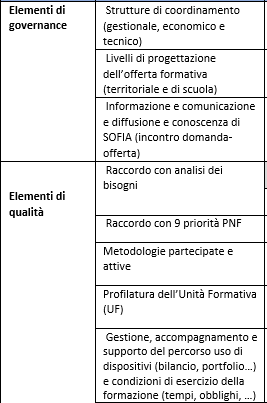 Elementi di
governance
Strutture di coordinamento
(gestionale, economico e
tecnico)
Livelli di progettazione
dell'offerta formativa
(territoriale e di scuola)
Informazione e comunicazione
e diffusione e conoscenza di
SOFIA (incontro domanda-
offerta)
Elementi di
qualità
Raccordo con analisi dei
bisogni
Raccordo con 9 priorità PNF
Metodologie partecipate e
attive
Profilatura dell'Unità Formativa
(UF)
Gestione, accompagnamento e
supporto del percorso uso di
dispositivi (bilancio, portfolio...)
e condizioni di esercizio della
formazione (tempi, obblighi, ...)